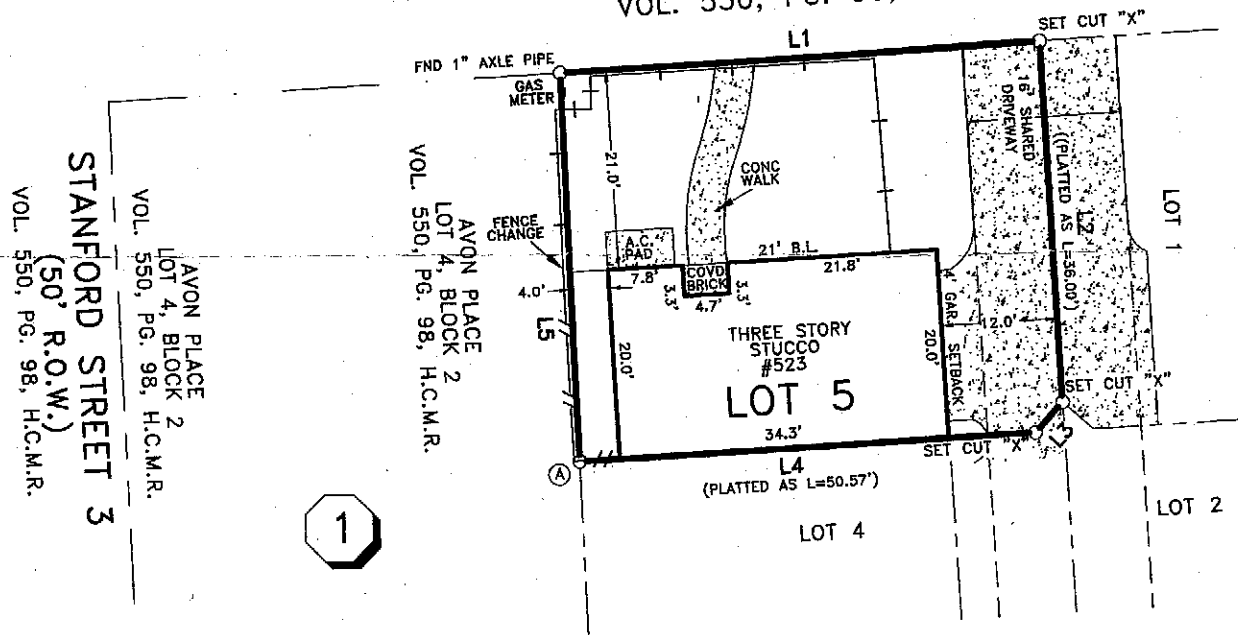 SET CUT "X"
L1
FND 1" AXLE PIPE
GAS
METER
16' SHARED
DRIVEWAY
((PLATTED AS L=36.00')
L2
LOT 1
21.0'
CONC
WALK
FENCE
CHANGE
A.C.
PAD
7.8'
COVD
BRICK
3.3'
3.3'
4.7'
21' B.L.
21.8'
4.0'
L5
20.0'
THREE STORY
STUCCO
#523
LOT 5
20.0'
4' GAR. SETBACK
12.0'
SET CUT "X"
34.3'
SET CUT "X"
L3
A
L4
(PLATTED AS L=50.57')
LOT 4
LOT 2
1
AVON PLACE
LOT 4, BLOCK 2
VOL. 550, PG. 98, H.C.M.R.
AVON PLACE
LOT 4, BLOCK 2
VOL. 550, PG. 98, H.C.M.R.
STANFORD STREET 3
(50' R.O.W.)
VOL. 550, PG. 98, H.C.M.R.